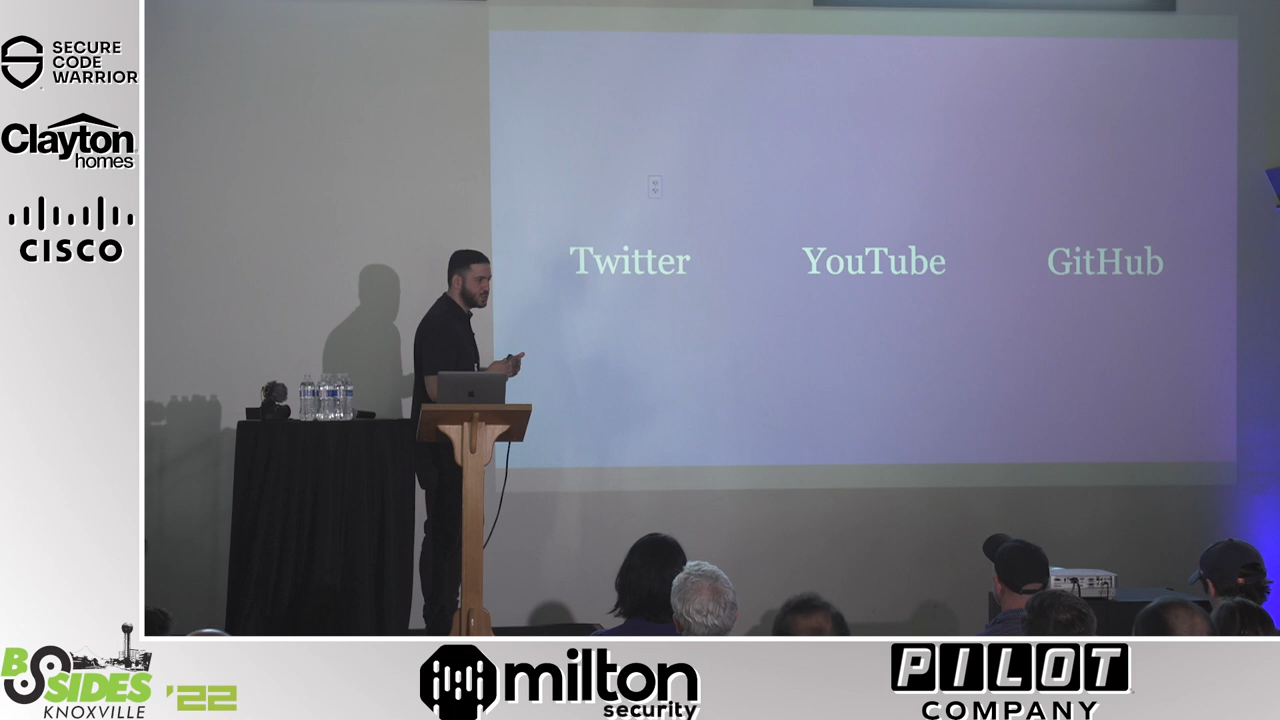 SECURE
CODE
WARRIOR
Clayton
homes
CISCO
Twitter YouTube GitHub
BSIDES '22
KNOXVILLE
milton
security
PILOT
COMPANY